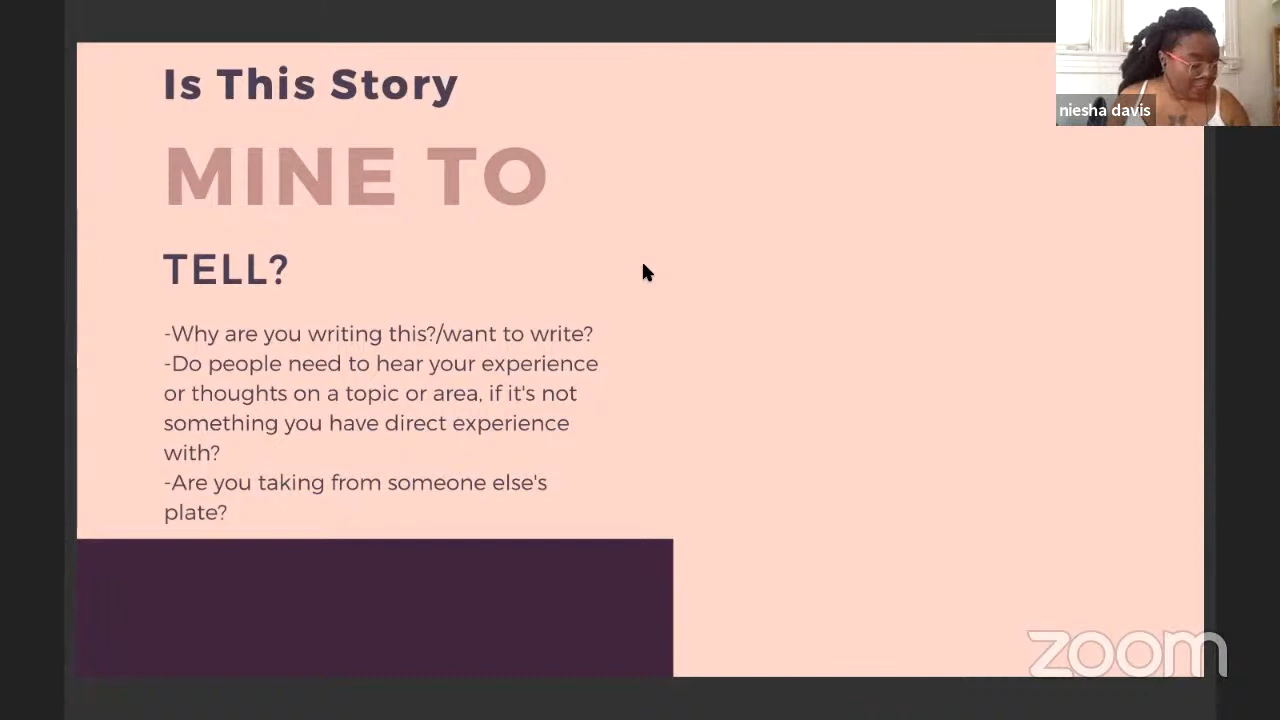 Is This Story
MINE TO
TELL?
-Why are you writing this?/want to write?
-Do people need to hear your experience
or thoughts on a topic or area, if it's not
something you have direct experience
with?
-Are you taking from someone else's
plate?
niesha davis
zoom